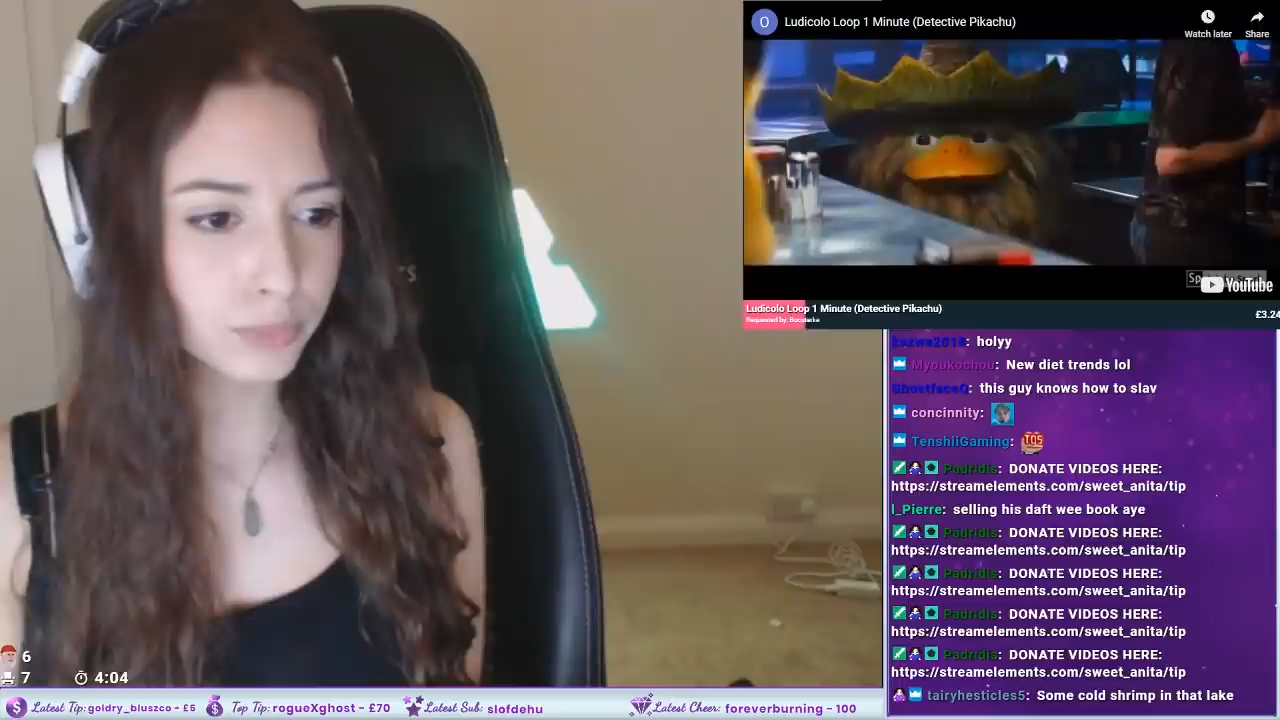 Ludicolo Loop 1 Minute (Detective Pikachu)
Watch later
Share
YouTube
Ludicolo Loop 1 Minute (Detective Pikachu)
£3.24
holyy
Myoukochou: New diet trends lol
GhostfaceQ: this guy knows how to slav
concinnity:
TenshiiGaming: TOS
Padridis: DONATE VIDEOS HERE:
https://streamelements.com/sweet_anita/tip
l_Pierre: selling his daft wee book aye
Padridis: DONATE VIDEOS HERE:
https://streamelements.com/sweet_anita/tip
Padridis: DONATE VIDEOS HERE:
https://streamelements.com/sweet_anita/tip
Padridis: DONATE VIDEOS HERE:
https://streamelements.com/sweet_anita/tip
Padridis: DONATE VIDEOS HERE:
https://streamelements.com/sweet_anita/tip
tairyhesticles5: Some cold shrimp in that lake
6
7
4:04
Latest Tip: goldry_bluszco - £5
Top Tip: rogueXghost - £70
Latest Sub: slofdehu
Latest Cheer: foreverburning - 100